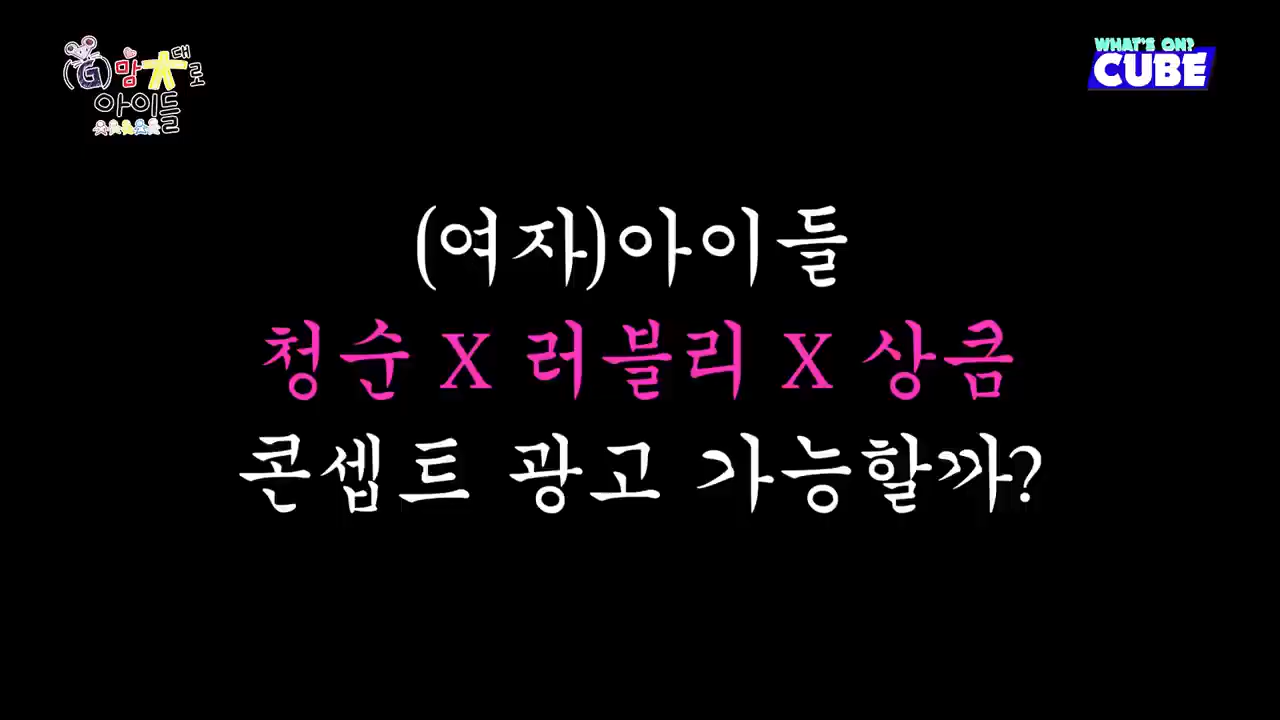 (G)맘대로
아이들
WHAT'S ON?
CUBE
(여자)아이들
청순 X 러블리 X 상큼
콘셉트 광고 가능할까?